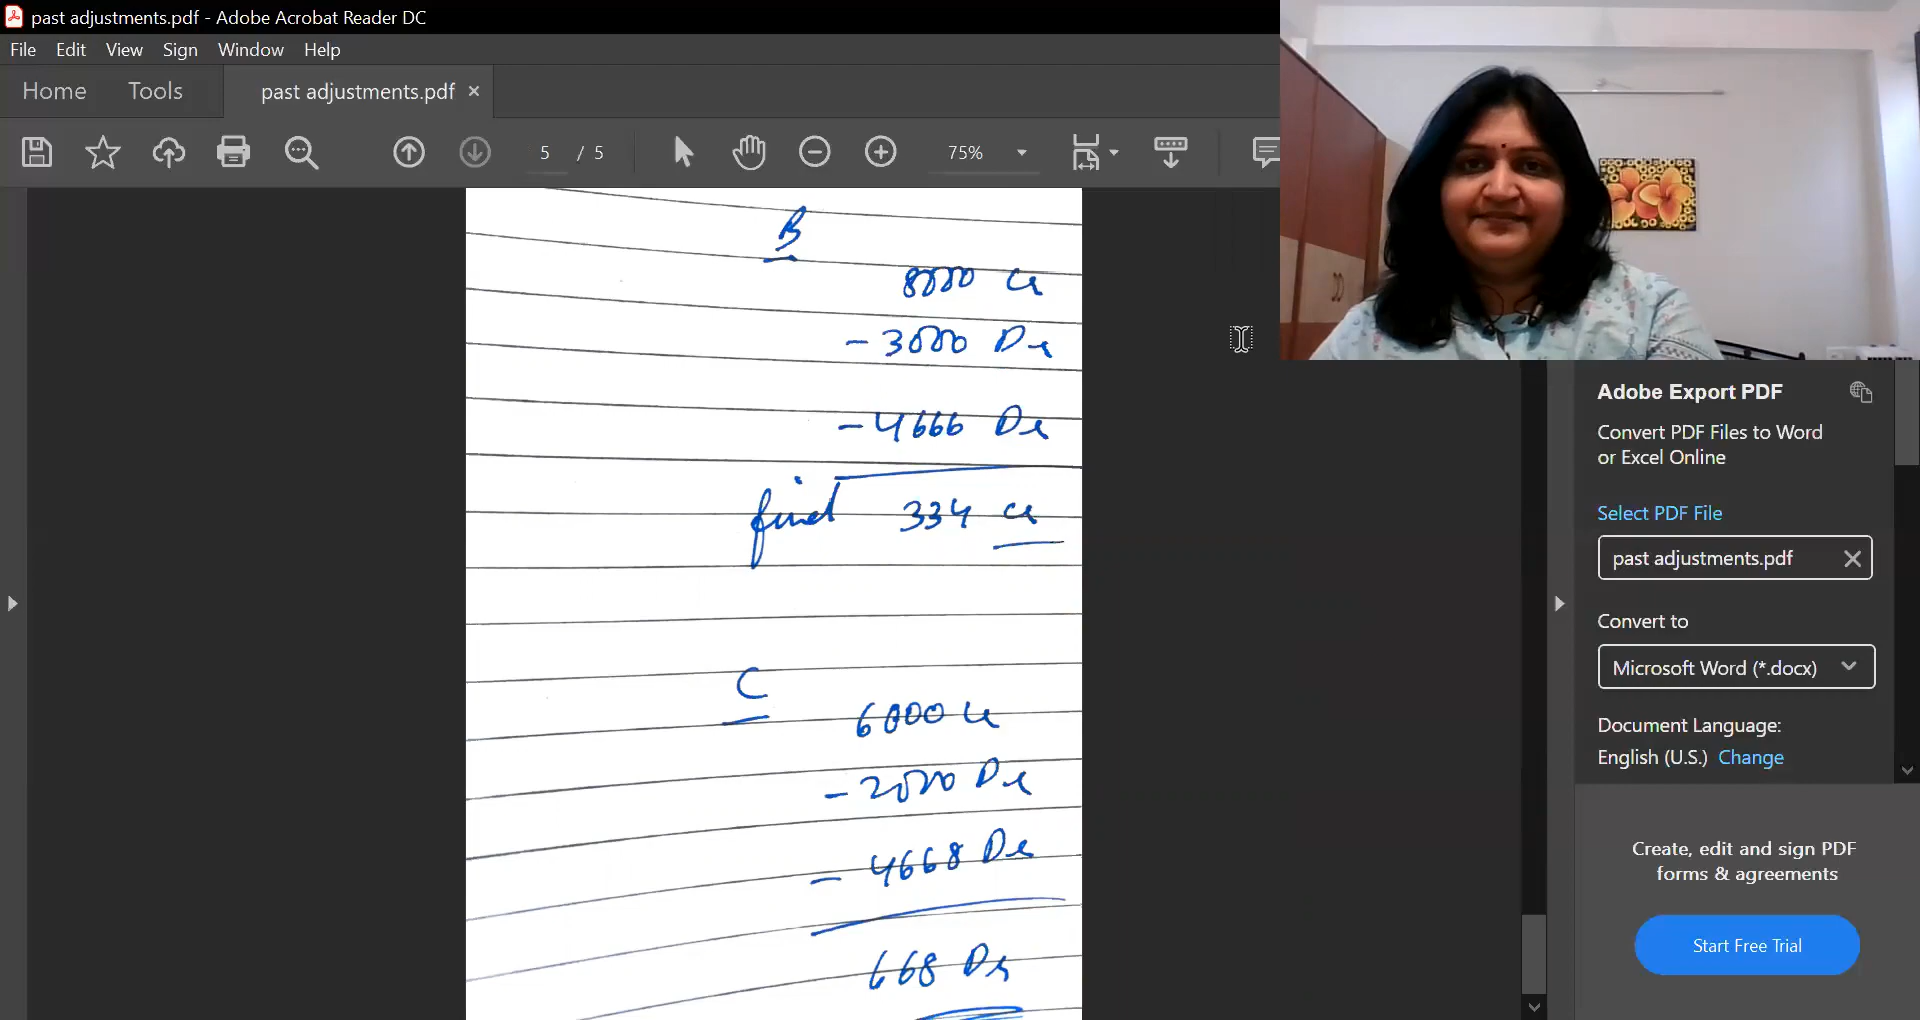 past adjustments.pdf - Adobe Acrobat Reader DC
File Edit View Sign Window Help
Home Tools past adjustments.pdf ×
5 / 5 75%
B
8000 Cr
- 3000 Dr
- 4666 Dr
final 334 Cr
C
6000 Cr
- 2000 Dr
- 4668 Dr
668 Dr
Adobe Export PDF
Convert PDF Files to Word
or Excel Online
Select PDF File
past adjustments.pdf
Convert to
Microsoft Word (*.docx)
Document Language:
English (U.S.) Change
Create, edit and sign PDF
forms & agreements
Start Free Trial